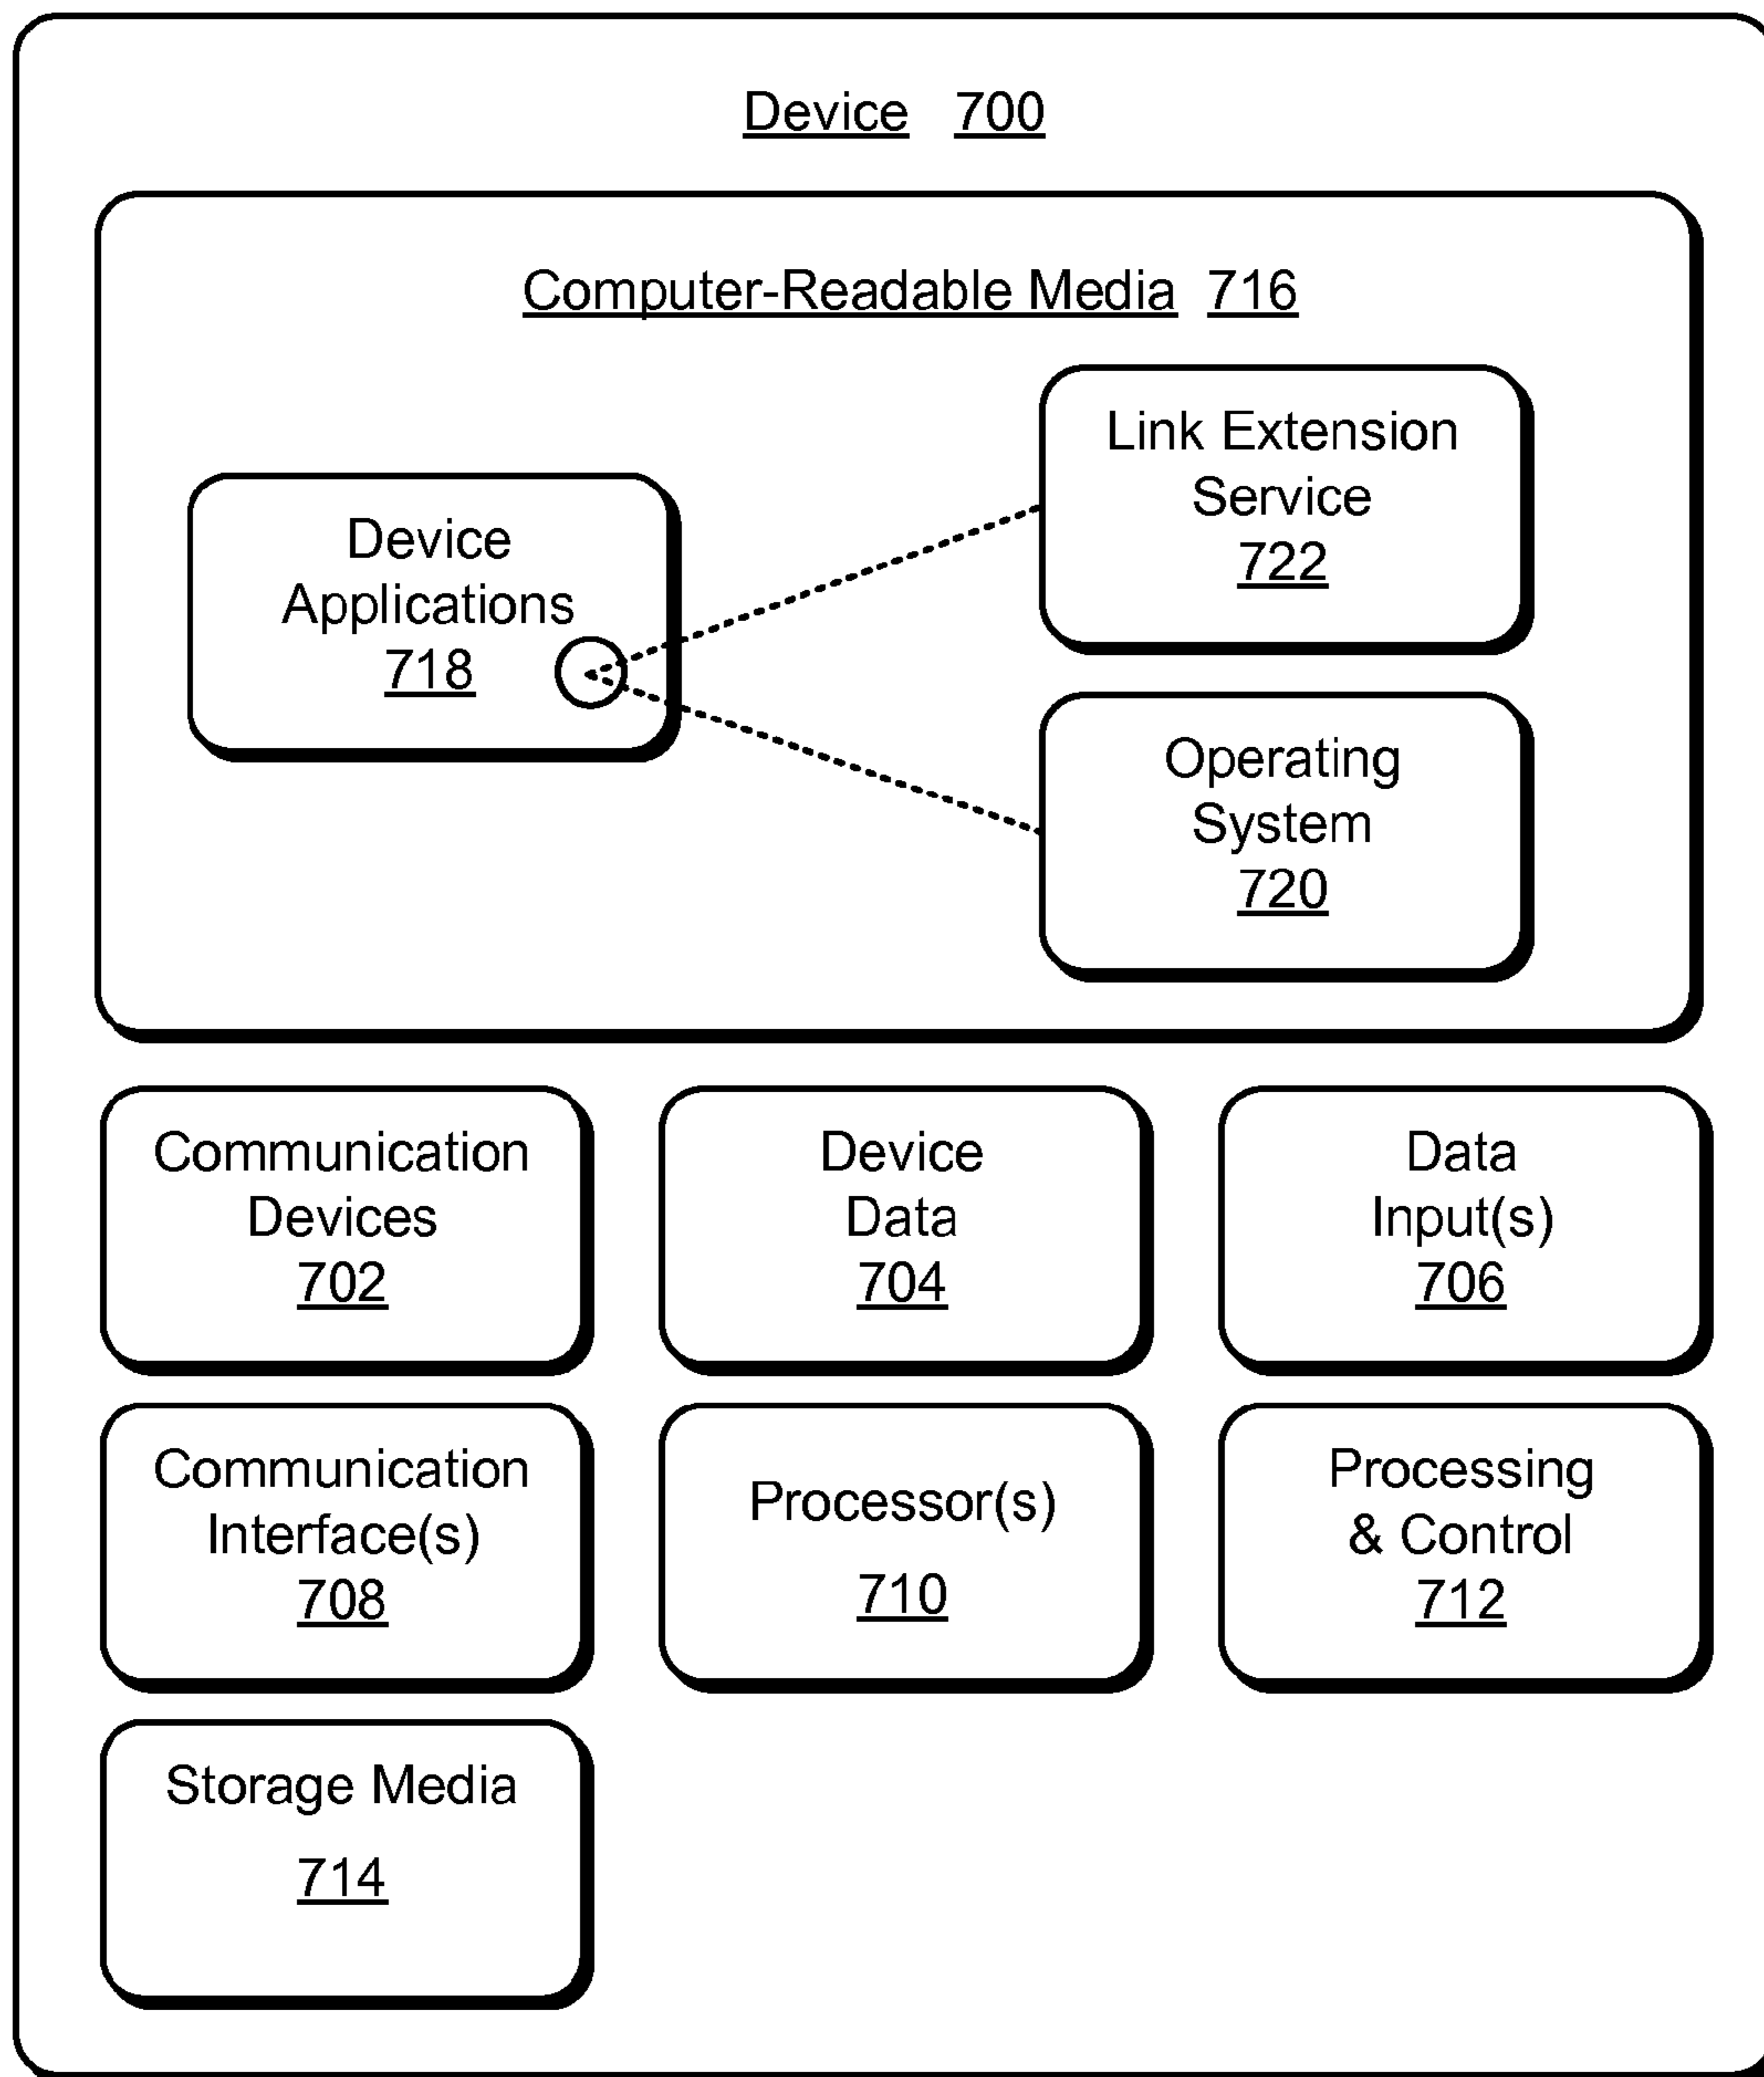 Device 700
Computer-Readable Media 716
Link Extension
Service
722
Device
Applications
718
Operating
System
720
Communication
Devices
702
Device
Data
704
Data
Input(s)
706
Communication
Interface(s)
708
Processor(s)
710
Processing
& Control
712
Storage Media
714